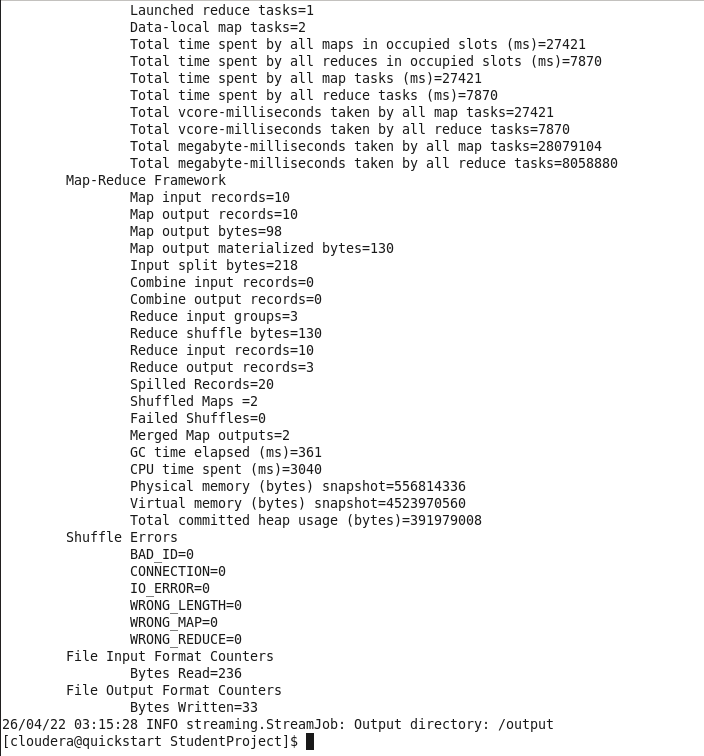 Launched reduce tasks=1
Data-local map tasks=2
Total time spent by all maps in occupied slots (ms)=27421
Total time spent by all reduces in occupied slots (ms)=7870
Total time spent by all map tasks (ms)=27421
Total time spent by all reduce tasks (ms)=7870
Total vcore-milliseconds taken by all map tasks=27421
Total vcore-milliseconds taken by all reduce tasks=7870
Total megabyte-milliseconds taken by all map tasks=28079104
Total megabyte-milliseconds taken by all reduce tasks=8058880
Map-Reduce Framework
Map input records=10
Map output records=10
Map output bytes=98
Map output materialized bytes=130
Input split bytes=218
Combine input records=0
Combine output records=0
Reduce input groups=3
Reduce shuffle bytes=130
Reduce input records=10
Reduce output records=3
Spilled Records=20
Shuffled Maps =2
Failed Shuffles=0
Merged Map outputs=2
GC time elapsed (ms)=361
CPU time spent (ms)=3040
Physical memory (bytes) snapshot=556814336
Virtual memory (bytes) snapshot=4523970560
Total committed heap usage (bytes)=391979008
Shuffle Errors
BAD_ID=0
CONNECTION=0
IO_ERROR=0
WRONG_LENGTH=0
WRONG_MAP=0
WRONG_REDUCE=0
File Input Format Counters
Bytes Read=236
File Output Format Counters
Bytes Written=33
26/04/22 03:15:28 INFO streaming.StreamJob: Output directory: /output
[cloudera@quickstart StudentProject]$